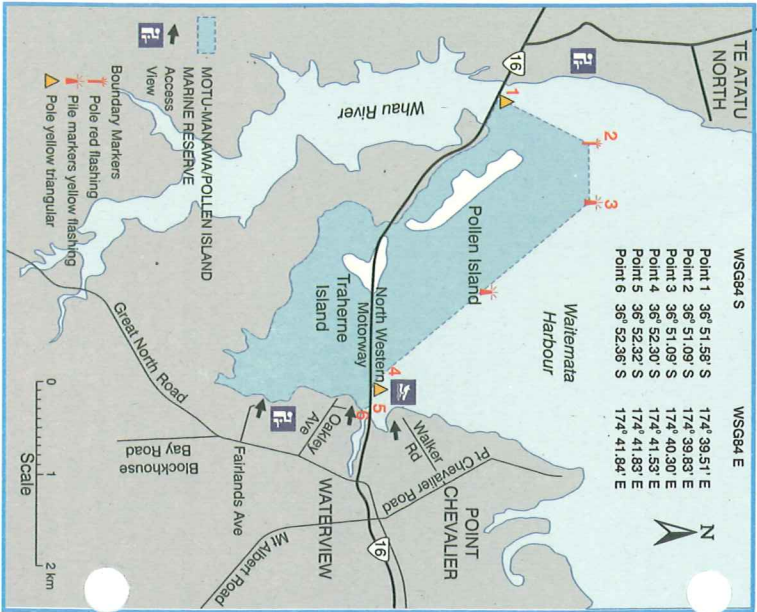 TE ATATU
NORTH
WSG84 S WSG84 E
Point 1 36° 51.58' S 174° 39.51' E
Point 2 36° 51.09' S 174° 39.83' E
Point 3 36° 51.09' S 174° 40.30' E
Point 4 36° 52.30' S 174° 41.53' E
Point 5 36° 52.32' S 174° 41.83' E
Point 6 36° 52.36' S 174° 41.84' E
N
16
1
2
3
4
5
6
Waitemata
Harbour
Whau River
Pollen Island
Traherne
Island
North Western
Motorway
Walker
Rd
Pt Chevalier Road
POINT
CHEVALIER
Oakley
Ave
WATERVIEW
16
Fairlands Ave
Mt Albert Road
Great North Road
Blockhouse
Bay Road
MOTU-MANAWA/POLLEN ISLAND
MARINE RESERVE
Access
View
Boundary Markers
Pole red flashing
Pile markers yellow flashing
Pole yellow triangular
0 1 2 km
Scale